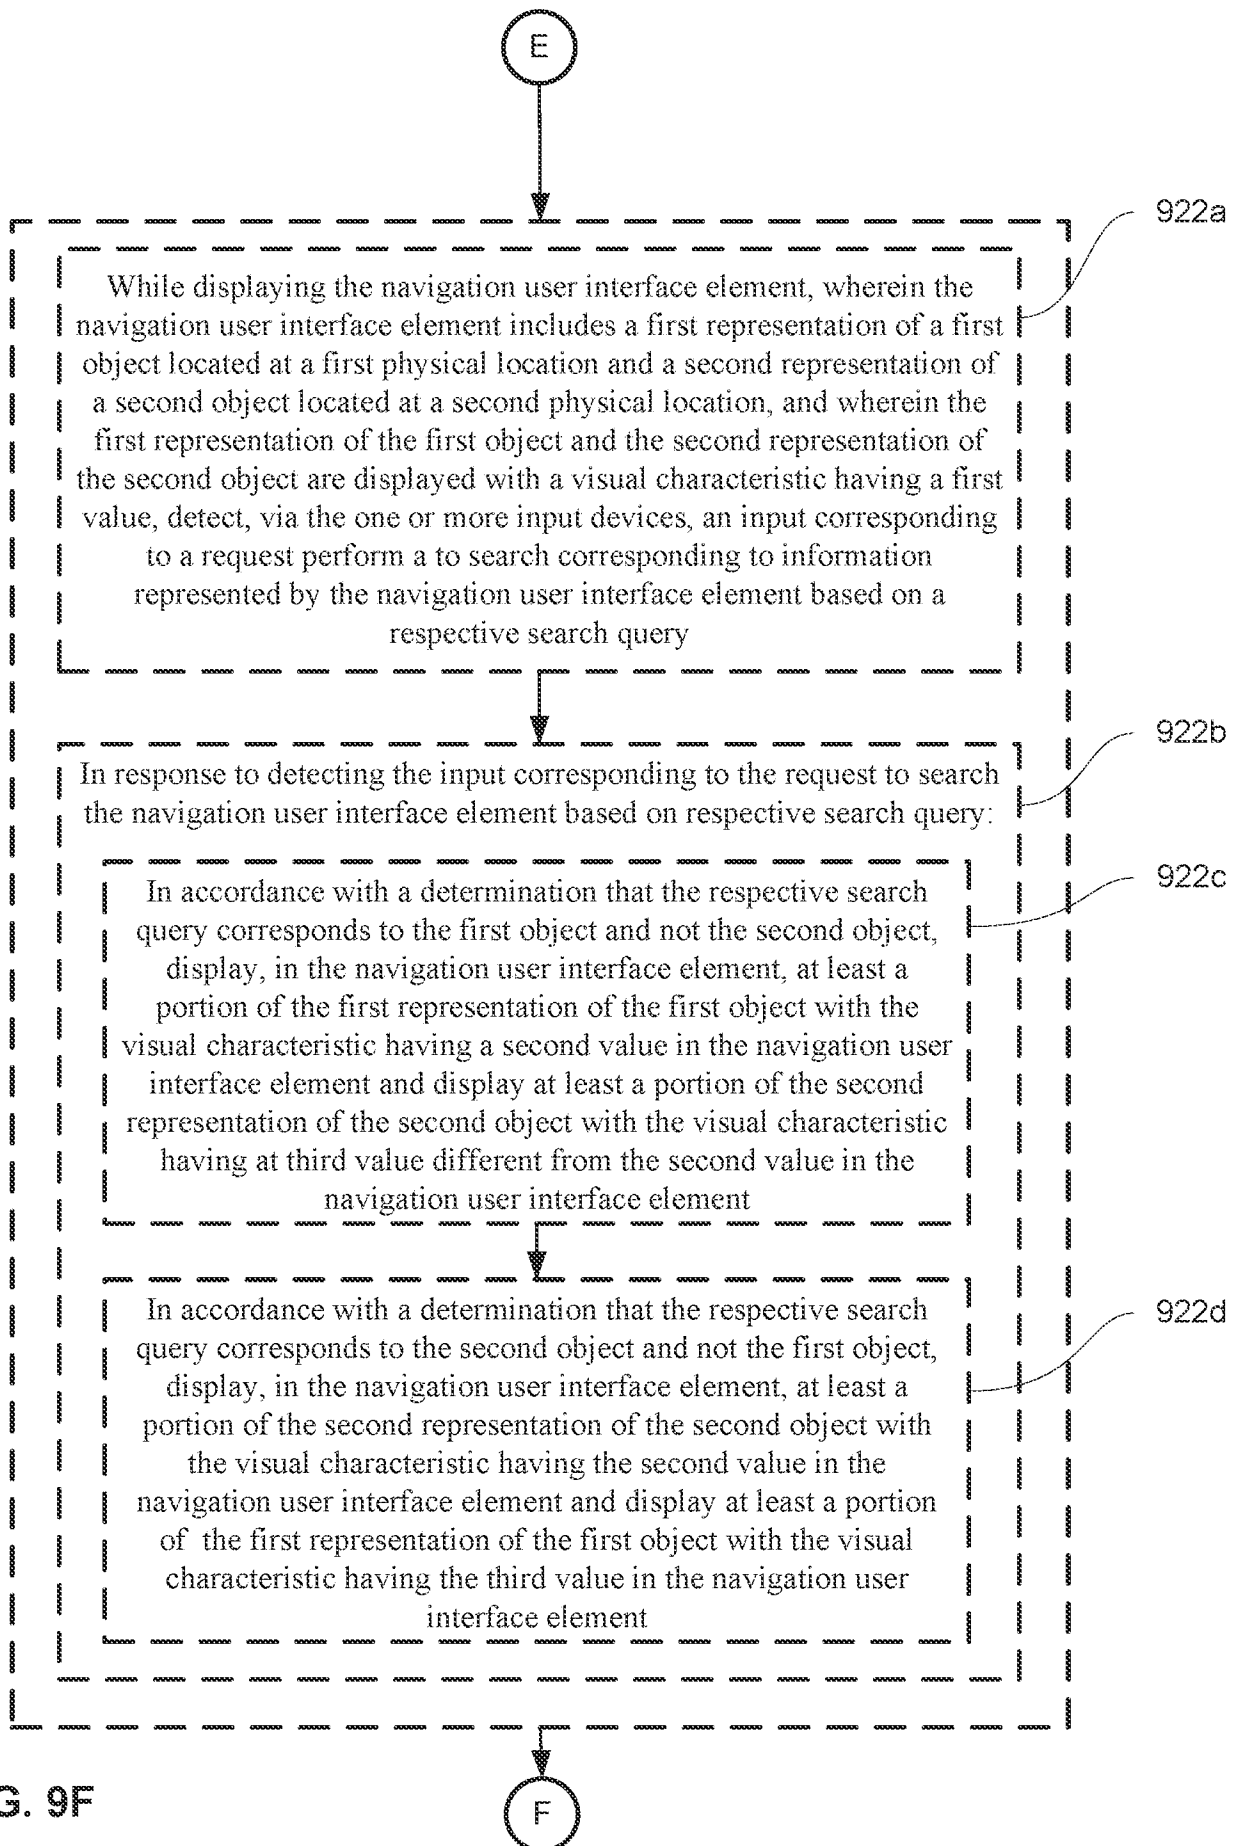 E
922a
While displaying the navigation user interface element, wherein the
navigation user interface element includes a first representation of a first
object located at a first physical location and a second representation of
a second object located at a second physical location, and wherein the
first representation of the first object and the second representation of
the second object are displayed with a visual characteristic having a first
value, detect, via the one or more input devices, an input corresponding
to a request perform a to search corresponding to information
represented by the navigation user interface element based on a
respective search query
922b
In response to detecting the input corresponding to the request to search
the navigation user interface element based on respective search query:
922c
In accordance with a determination that the respective search
query corresponds to the first object and not the second object,
display, in the navigation user interface element, at least a
portion of the first representation of the first object with the
visual characteristic having a second value in the navigation user
interface element and display at least a portion of the second
representation of the second object with the visual characteristic
having at third value different from the second value in the
navigation user interface element
922d
In accordance with a determination that the respective search
query corresponds to the second object and not the first object,
display, in the navigation user interface element, at least a
portion of the second representation of the second object with
the visual characteristic having the second value in the
navigation user interface element and display at least a portion
of the first representation of the first object with the visual
characteristic having the third value in the navigation user
interface element
G. 9F
F